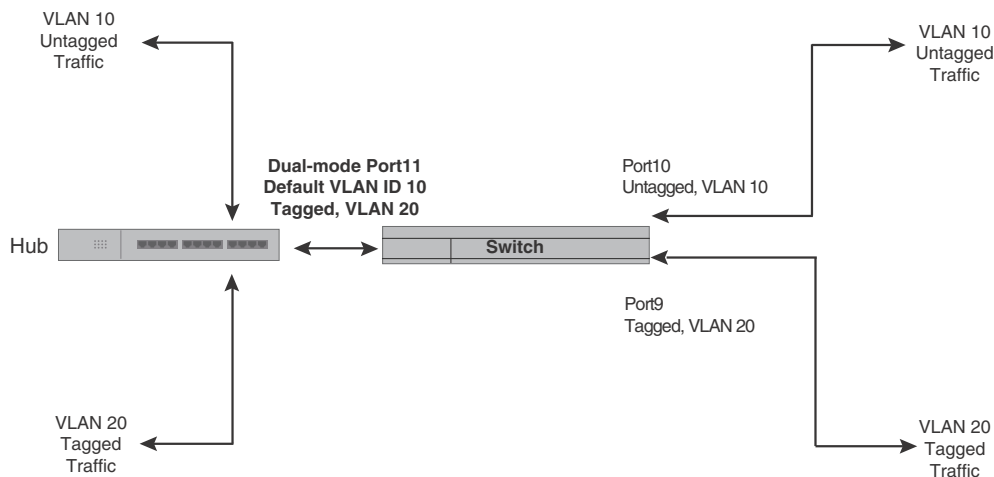 VLAN 10
Untagged
Traffic
VLAN 10
Untagged
Traffic
Dual-mode Port11
Default VLAN ID 10
Tagged, VLAN 20
Port10
Untagged, VLAN 10
Hub
Switch
Port9
Tagged, VLAN 20
VLAN 20
Tagged
Traffic
VLAN 20
Tagged
Traffic